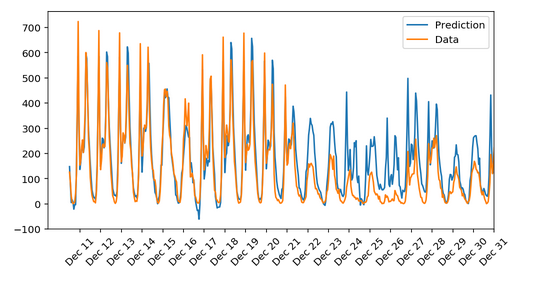 Prediction
Data
700
600
500
400
300
200
100
0
−100
Dec 11
Dec 12
Dec 13
Dec 14
Dec 15
Dec 16
Dec 17
Dec 18
Dec 19
Dec 20
Dec 21
Dec 22
Dec 23
Dec 24
Dec 25
Dec 26
Dec 27
Dec 28
Dec 29
Dec 30
Dec 31